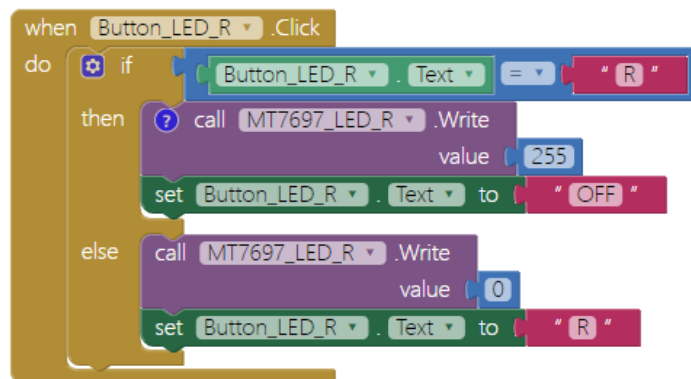 when Button_LED_R .Click
do if Button_LED_R . Text = " R "
then ? call MT7697_LED_R .Write
value 255
set Button_LED_R . Text to " OFF "
else call MT7697_LED_R .Write
value 0
set Button_LED_R . Text to " R "